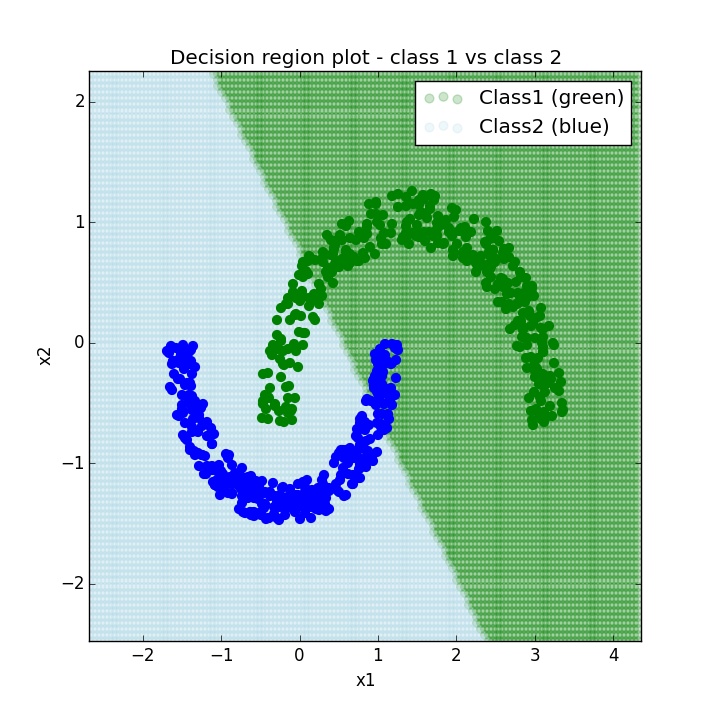 Decision region plot - class 1 vs class 2
Class1 (green)
Class2 (blue)
2
1
0
−1
−2
x2
−2 −1 0 1 2 3 4
x1